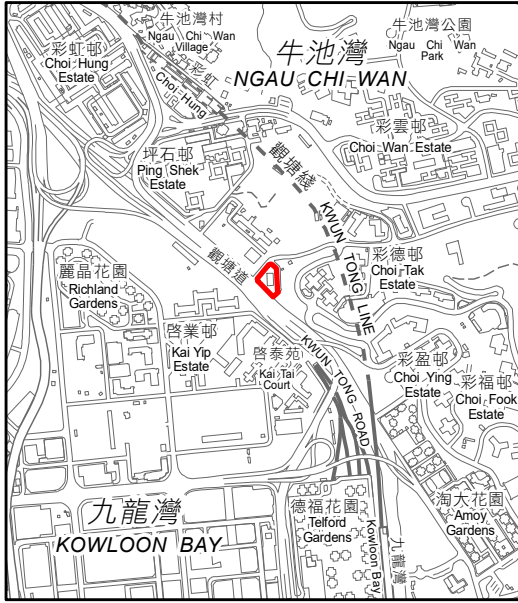 牛池灣村
Ngau Chi Wan
Village
牛池灣公園
Ngau Chi Wan
Park
彩虹邨
Choi Hung
Estate
彩虹
Choi Hung
牛池灣
NGAU CHI WAN
彩雲邨
Choi Wan Estate
坪石邨
Ping Shek
Estate
觀塘綫
KWUN TONG LINE
觀塘道
KWUN TONG ROAD
彩德邨
Choi Tak
Estate
麗晶花園
Richland
Gardens
啓業邨
Kai Yip
Estate
啓泰苑
Kai Tai
Court
彩盈邨
Choi Ying
Estate
彩福邨
Choi Fook
Estate
九龍灣
KOWLOON BAY
德福花園
Telford
Gardens
Kowloon Bay
九龍灣
淘大花園
Amoy
Gardens